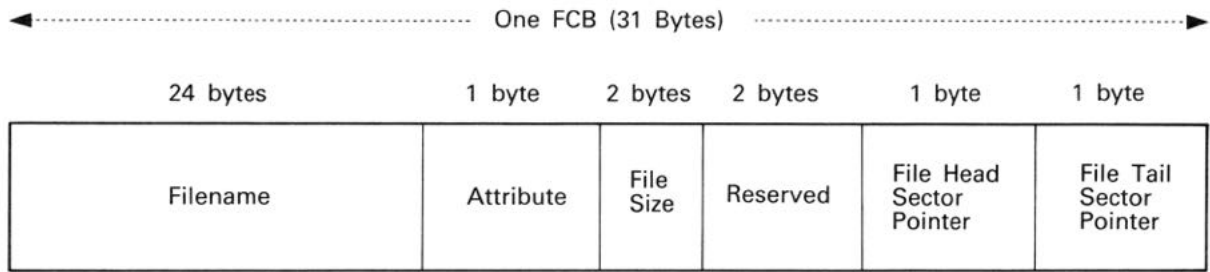 One FCB (31 Bytes)
24 bytes 1 byte 2 bytes 2 bytes 1 byte 1 byte
Filename
Attribute
File
Size
Reserved
File Head
Sector
Pointer
File Tail
Sector
Pointer